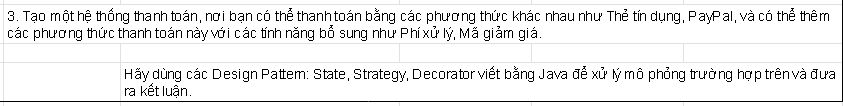 3. Tạo một hệ thống thanh toán, nơi bạn có thể thanh toán bằng các phương thức khác nhau như Thẻ tín dụng, PayPal, và có thể thêm
các phương thức thanh toán này với các tính năng bổ sung như Phí xử lý, Mã giảm giá.
Hãy dùng các Design Pattern: State, Strategy, Decorator viết bằng Java để xử lý mô phỏng trường hợp trên và đưa
ra kết luận.